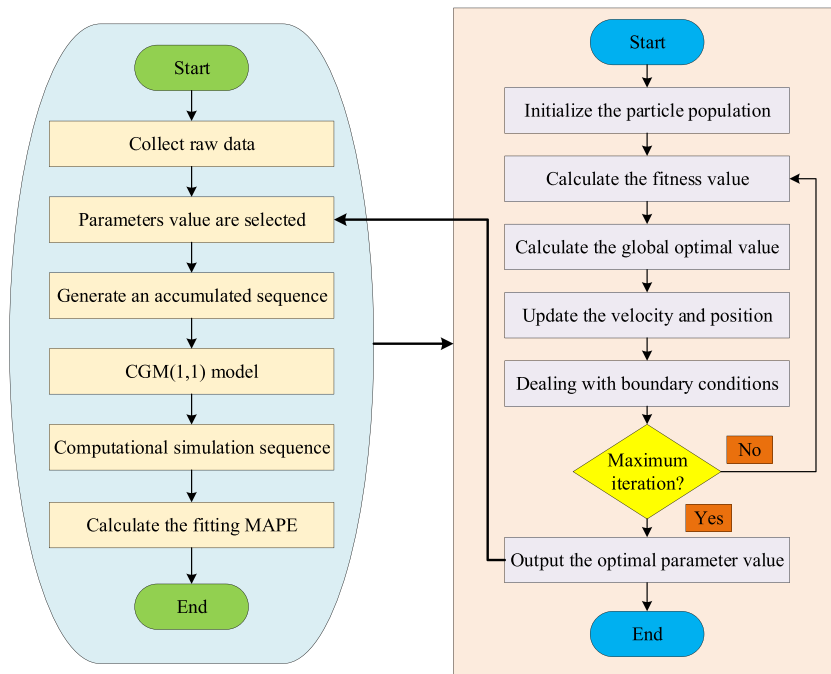 Start
Collect raw data
Parameters value are selected
Generate an accumulated sequence
CGM(1,1) model
Computational simulation sequence
Calculate the fitting MAPE
End
Start
Initialize the particle population
Calculate the fitness value
Calculate the global optimal value
Update the velocity and position
Dealing with boundary conditions
Maximum
iteration?
No
Yes
Output the optimal parameter value
End